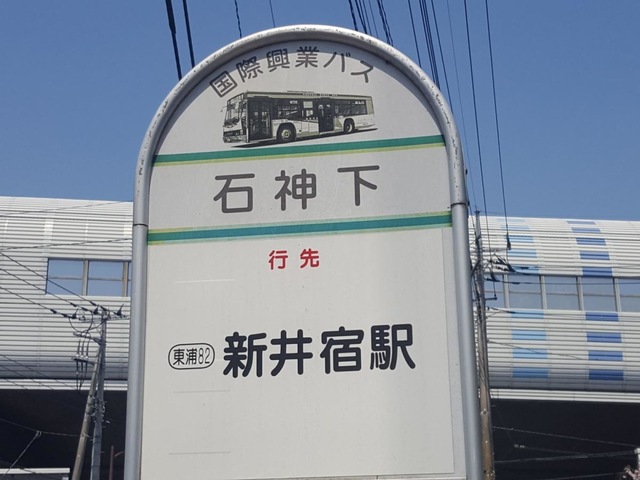 国際興業バス
石神下
行先
東浦82 新井宿駅